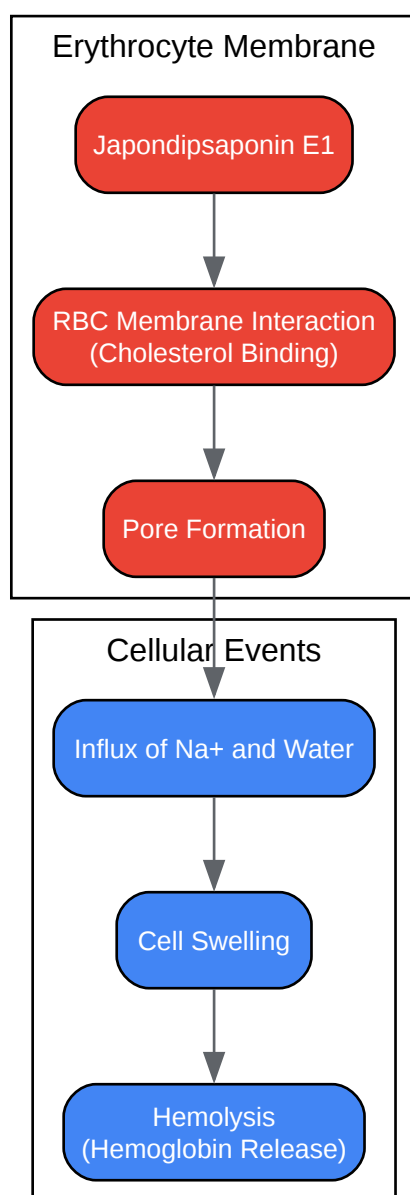 Erythrocyte Membrane
Japondipsaponin E1
RBC Membrane Interaction
(Cholesterol Binding)
Pore Formation
Cellular Events
Influx of Na+ and Water
Cell Swelling
Hemolysis
(Hemoglobin Release)